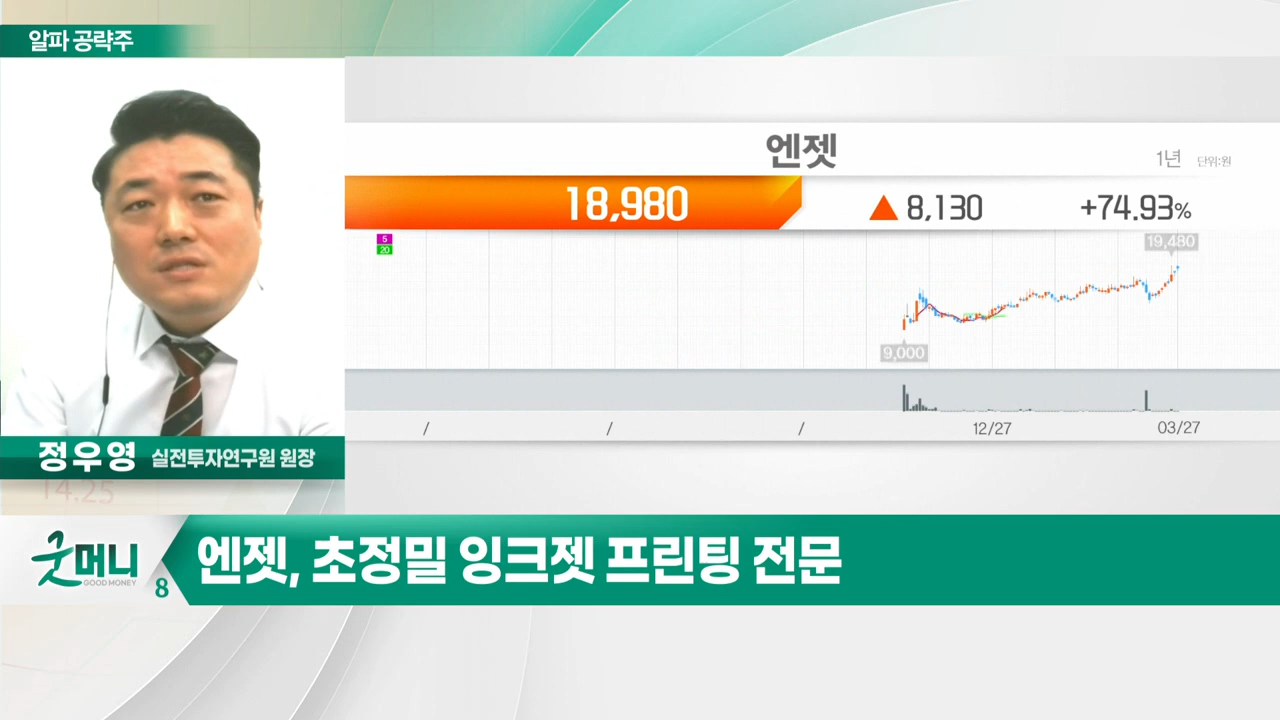 알파 공략주
엔젯
1년 단위:원
18,980 ▲ 8,130 +74.93%
5
20
19,480
9,000
/ / / 12/27 03/27
정우영 실전투자연구원 원장
14.25
굿머니
GOOD MONEY
8
엔젯, 초정밀 잉크젯 프린팅 전문